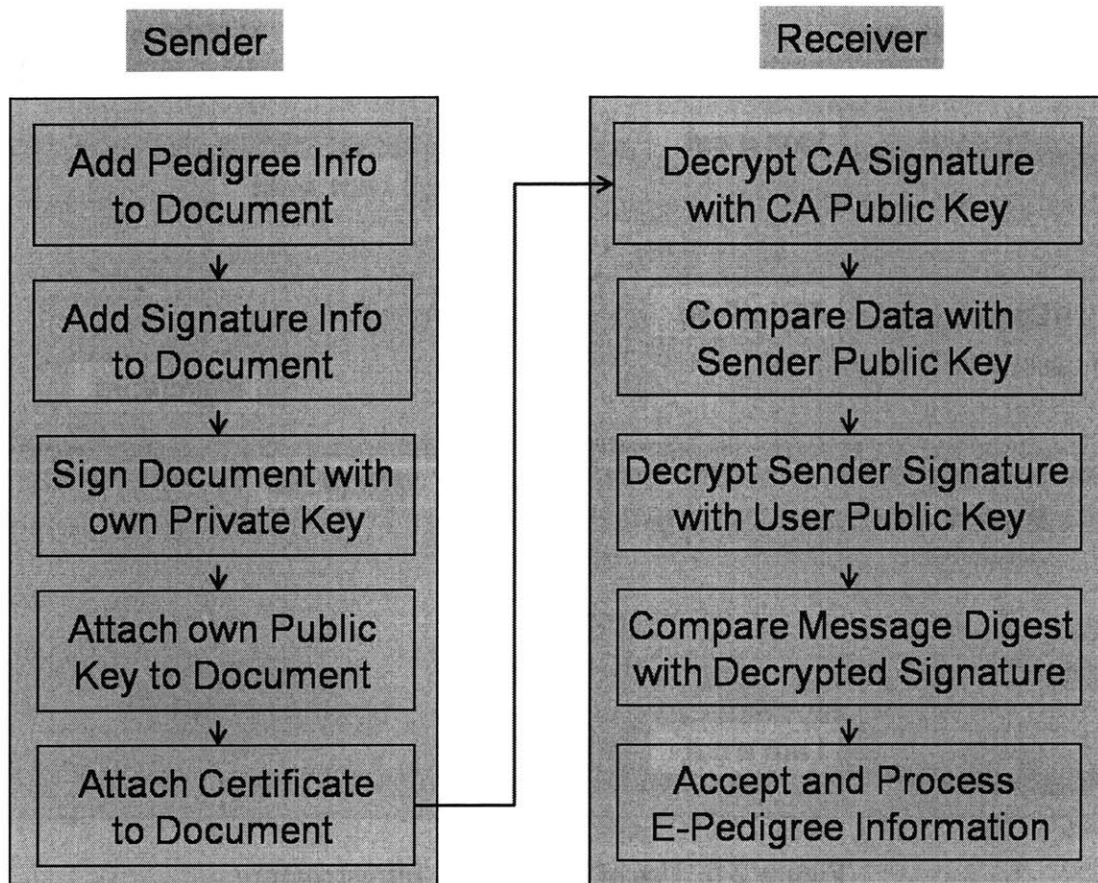 Sender
Add Pedigree Info
to Document
Add Signature Info
to Document
Sign Document with
own Private Key
Attach own Public
Key to Document
Attach Certificate
to Document
Receiver
Decrypt CA Signature
with CA Public Key
Compare Data with
Sender Public Key
Decrypt Sender Signature
with User Public Key
Compare Message Digest
with Decrypted Signature
Accept and Process
E-Pedigree Information